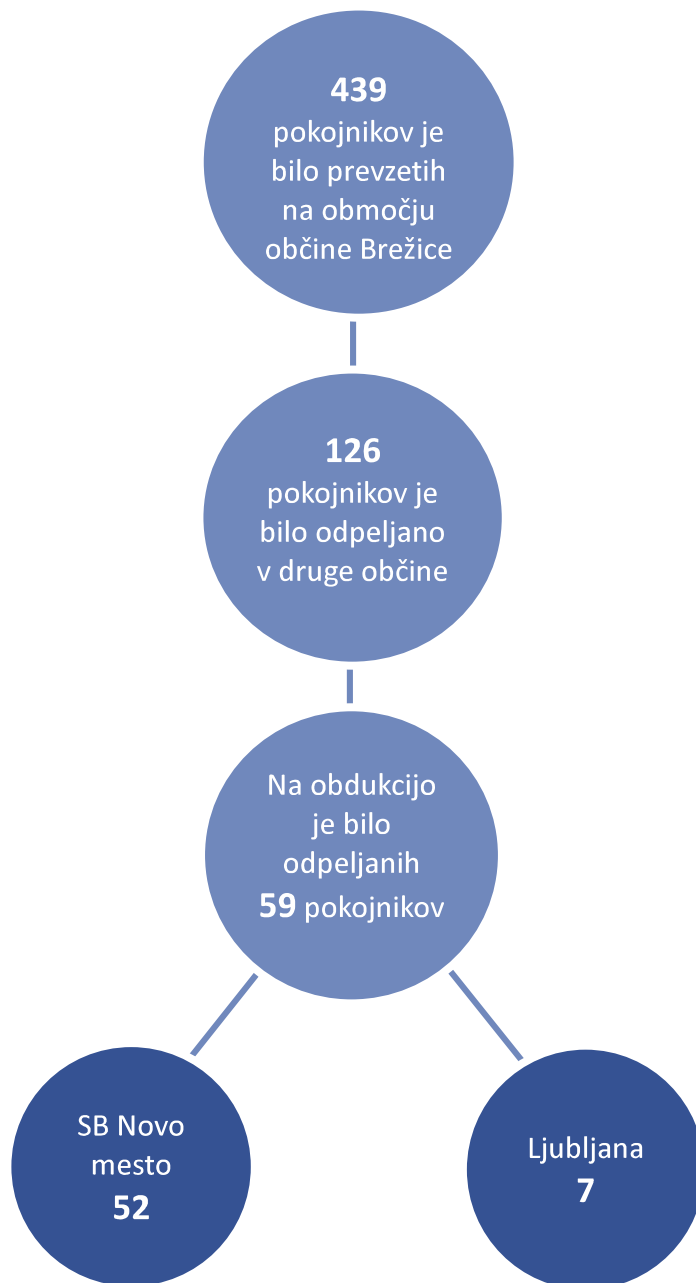 439
pokojnikov je
bilo prevzetih
na območju
občine Brežice
126
pokojnikov je
bilo odpeljano
v druge občine
Na obdukcijo
je bilo
odpeljanih
59 pokojnikov
SB Novo
mesto
52
Ljubljana
7